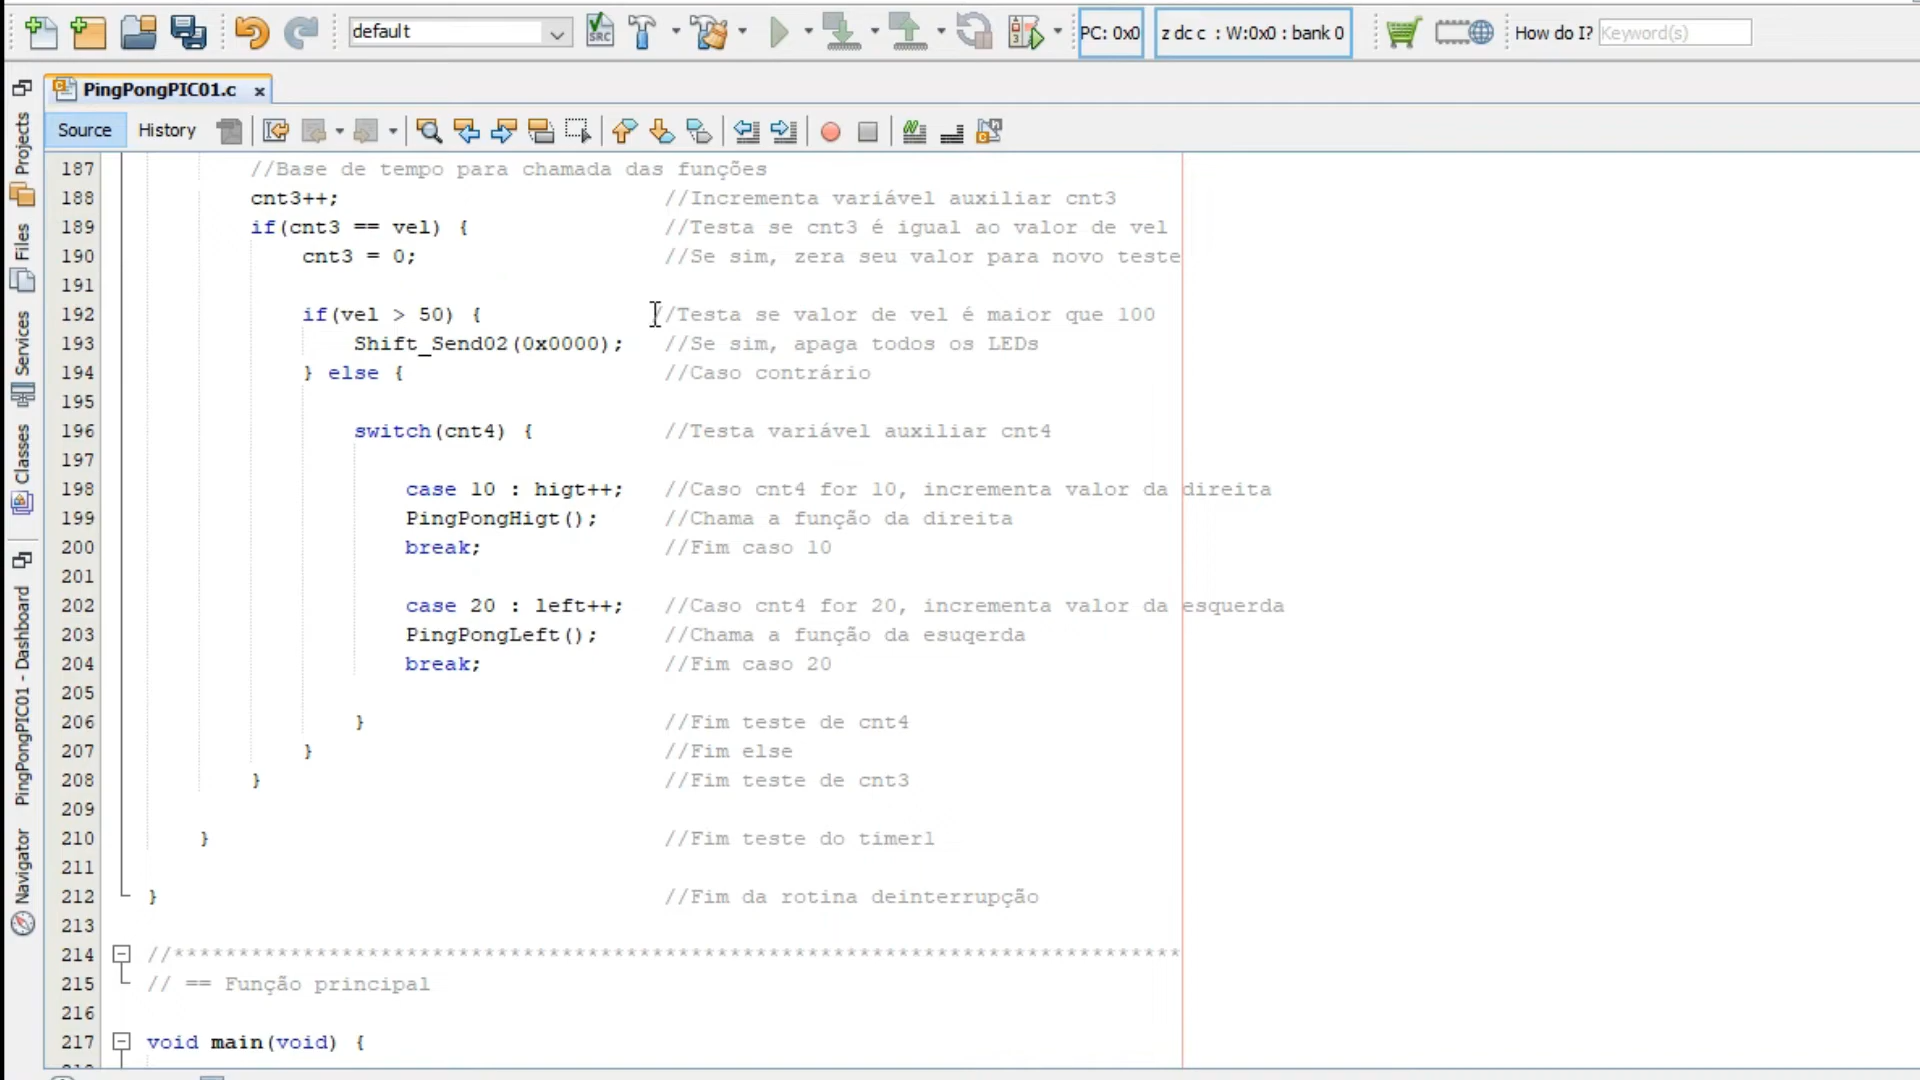 default
SRC
PC: 0x0
z dc c : W:0x0 : bank 0
How do I?
Keyword(s)
PingPongPIC01.c
Source
History
Projects
Files
Services
Classes
PingPongPIC01 - Dashboard
Navigator
187 //Base de tempo para chamada das funções
188 cnt3++; //Incrementa variável auxiliar cnt3
189 if(cnt3 == vel) { //Testa se cnt3 é igual ao valor de vel
190 cnt3 = 0; //Se sim, zera seu valor para novo teste
191
192 if(vel > 50) { //Testa se valor de vel é maior que 100
193 Shift_Send02(0x0000); //Se sim, apaga todos os LEDs
194 } else { //Caso contrário
195
196 switch(cnt4) { //Testa variável auxiliar cnt4
197
198 case 10 : higt++; //Caso cnt4 for 10, incrementa valor da direita
199 PingPongHigt(); //Chama a função da direita
200 break; //Fim caso 10
201
202 case 20 : left++; //Caso cnt4 for 20, incrementa valor da esquerda
203 PingPongLeft(); //Chama a função da esuqerda
204 break; //Fim caso 20
205
206 } //Fim teste de cnt4
207 } //Fim else
208 } //Fim teste de cnt3
209
210 } //Fim teste do timer1
211
212 } //Fim da rotina deinterrupção
213
214 //******************************************************************************
215 // == Função principal
216
217 void main(void) {